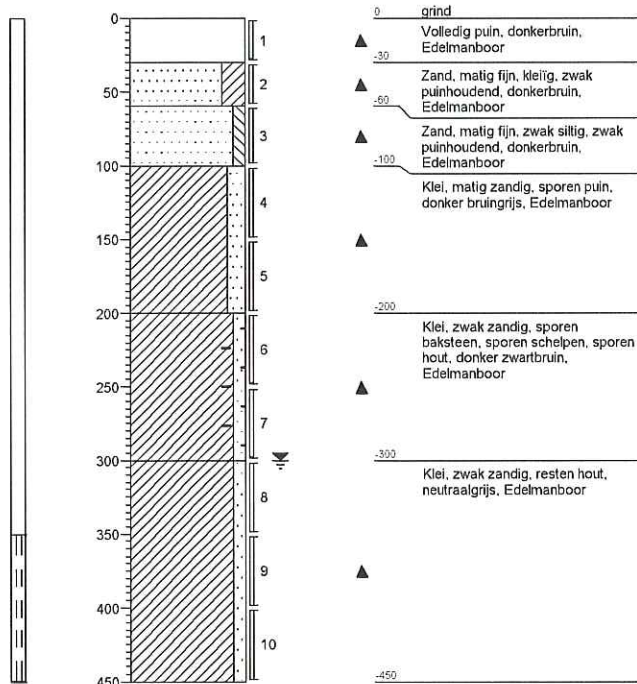 0
50
100
150
200
250
300
350
400
450
1
2
3
4
5
6
7
8
9
10
0 grind
Volledig puin, donkerbruin,
Edelmanboor
-30
Zand, matig fijn, kleiïg, zwak
puinhoudend, donkerbruin,
Edelmanboor
-60
Zand, matig fijn, zwak siltig, zwak
puinhoudend, donkerbruin,
Edelmanboor
-100
Klei, matig zandig, sporen puin,
donker bruingrijs, Edelmanboor
-200
Klei, zwak zandig, sporen
baksteen, sporen schelpen, sporen
hout, donker zwartbruin,
Edelmanboor
-300
Klei, zwak zandig, resten hout,
neutraalgrijs, Edelmanboor
-450